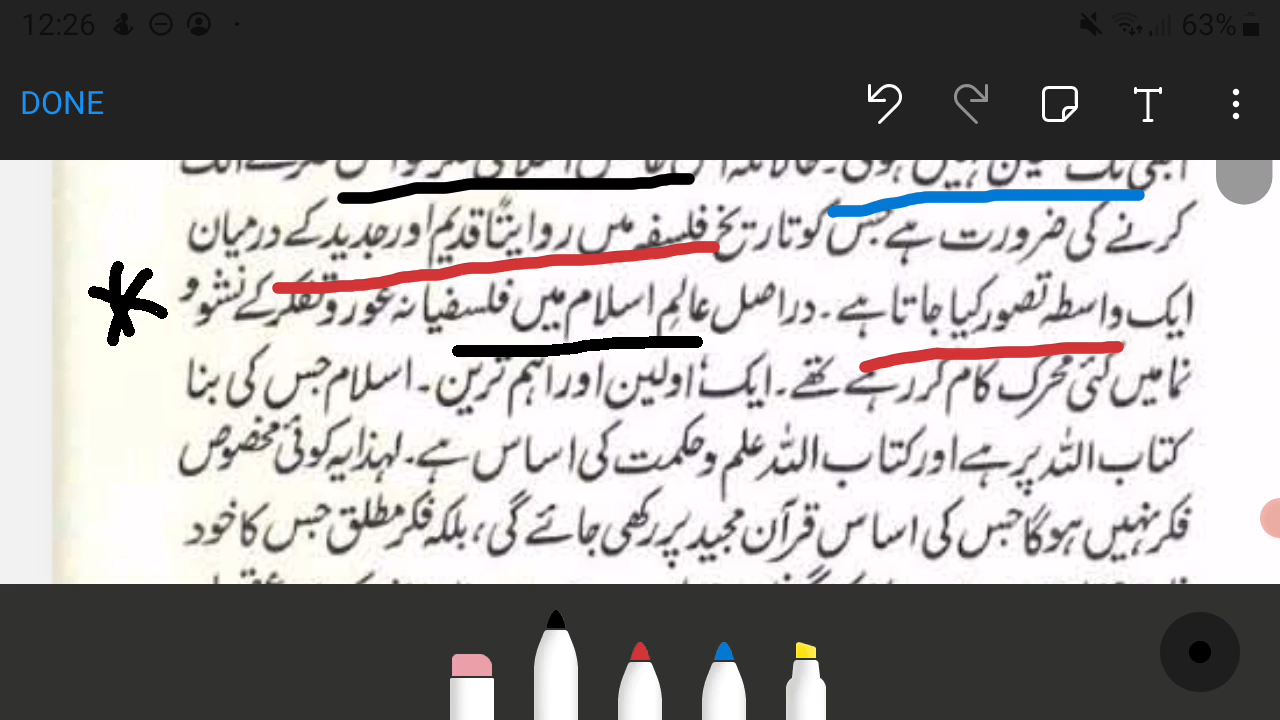 12:26
63%
DONE
T
کرنے کی ضرورت ہے جس کو تاریخ فلسفہ میں روایتاً قدیم اور جدید کے درمیان
ایک واسطہ تصور کیا جاتا ہے۔ دراصل عالمِ اسلام میں فلسفیانہ غور و تفکر کے نشو و
نما میں کئی محرک کام کر رہے تھے۔ ایک اولین اور اہم ترین۔ اسلام جس کی بنا
کتاب اللہ پر ہے اور کتاب اللہ علم و حکمت کی اساس ہے۔ لہذا یہ کوئی مخصوص
فکر نہیں ہوگا جس کی اساس قرآن مجید پر رکھی جائے گی، بلکہ فکر مطلق جس کا خود